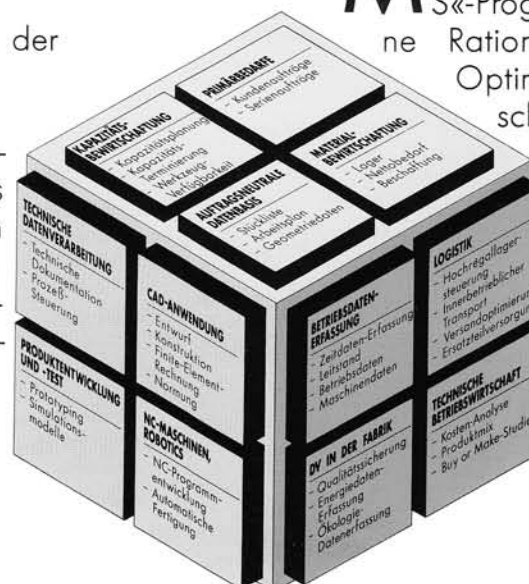 der
S«-Prog
ne Ration
Optim
sch
PRIMÄRBEDARFE
- Kundenaufträge
- Serienaufträge
KAPAZITÄTS-
BEWIRTSCHAFTUNG
- Kapazitätsplanung
- Kapazitäts-
Terminierung
- Werkzeug-
Verfügbarkeit
MATERIAL-
BEWIRTSCHAFTUNG
- Lager
- Nettobedarf
- Beschaffung
AUFTRAGSNEUTRALE
DATENBASIS
- Stückliste
- Arbeitsplan
- Geometriedaten
TECHNISCHE
DATENVERARBEITUNG
- Technische
Dokumentation
- Prozeß-
Steuerung
CAD-ANWENDUNG
- Entwurf
- Konstruktion
- Finite-Element-
Rechnung
- Normung
PRODUKTENTWICKLUNG
UND -TEST
- Prototyping
- Simulations-
modelle
NC-MASCHINEN,
ROBOTICS
- NC-Programm-
entwicklung
- Automatische
Fertigung
BETRIEBSDATEN-
ERFASSUNG
- Zeitdaten-Erfassung
- Leitstand
- Betriebsdaten
- Maschinendaten
LOGISTIK
- Hochregallager-
steuerung
- Innerbetrieblicher
Transport
- Versandoptimierun
- Ersatzteilversorgun
DV IN DER FABRIK
- Qualitätssicherung
- Energiedaten-
Erfassung
- Ökologie-
Datenerfassung
TECHNISCHE
BETRIEBSWIRTSCHAFT
- Kosten-Analyse
- Produktmix
- Buy or Make-Studie